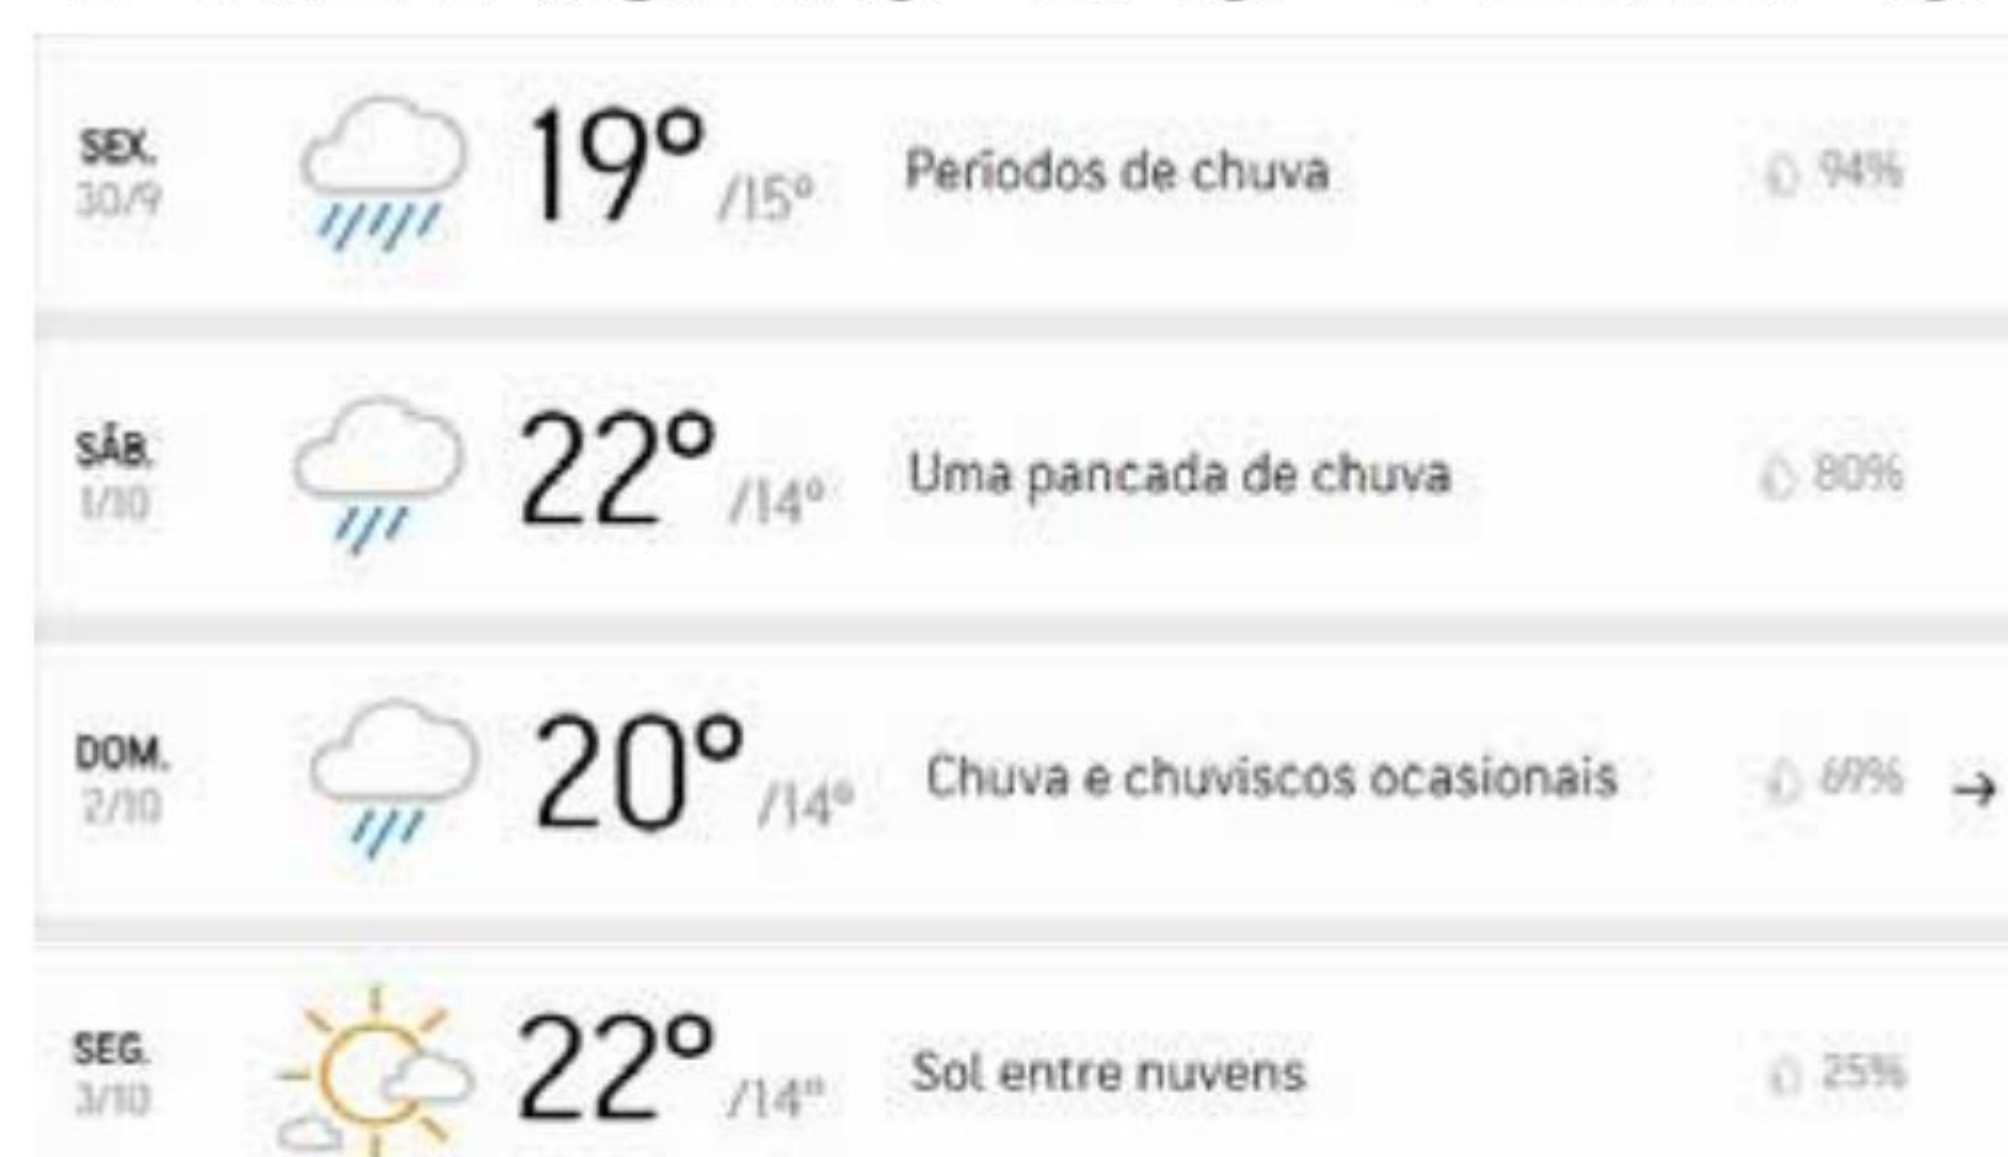 SEX.
30/9
19° /15°
Períodos de chuva
94%
SÁB.
1/10
22° /14°
Uma pancada de chuva
80%
DOM.
2/10
20° /14°
Chuva e chuviscos ocasionais
69% →
SEG.
3/10
22° /14°
Sol entre nuvens
25%